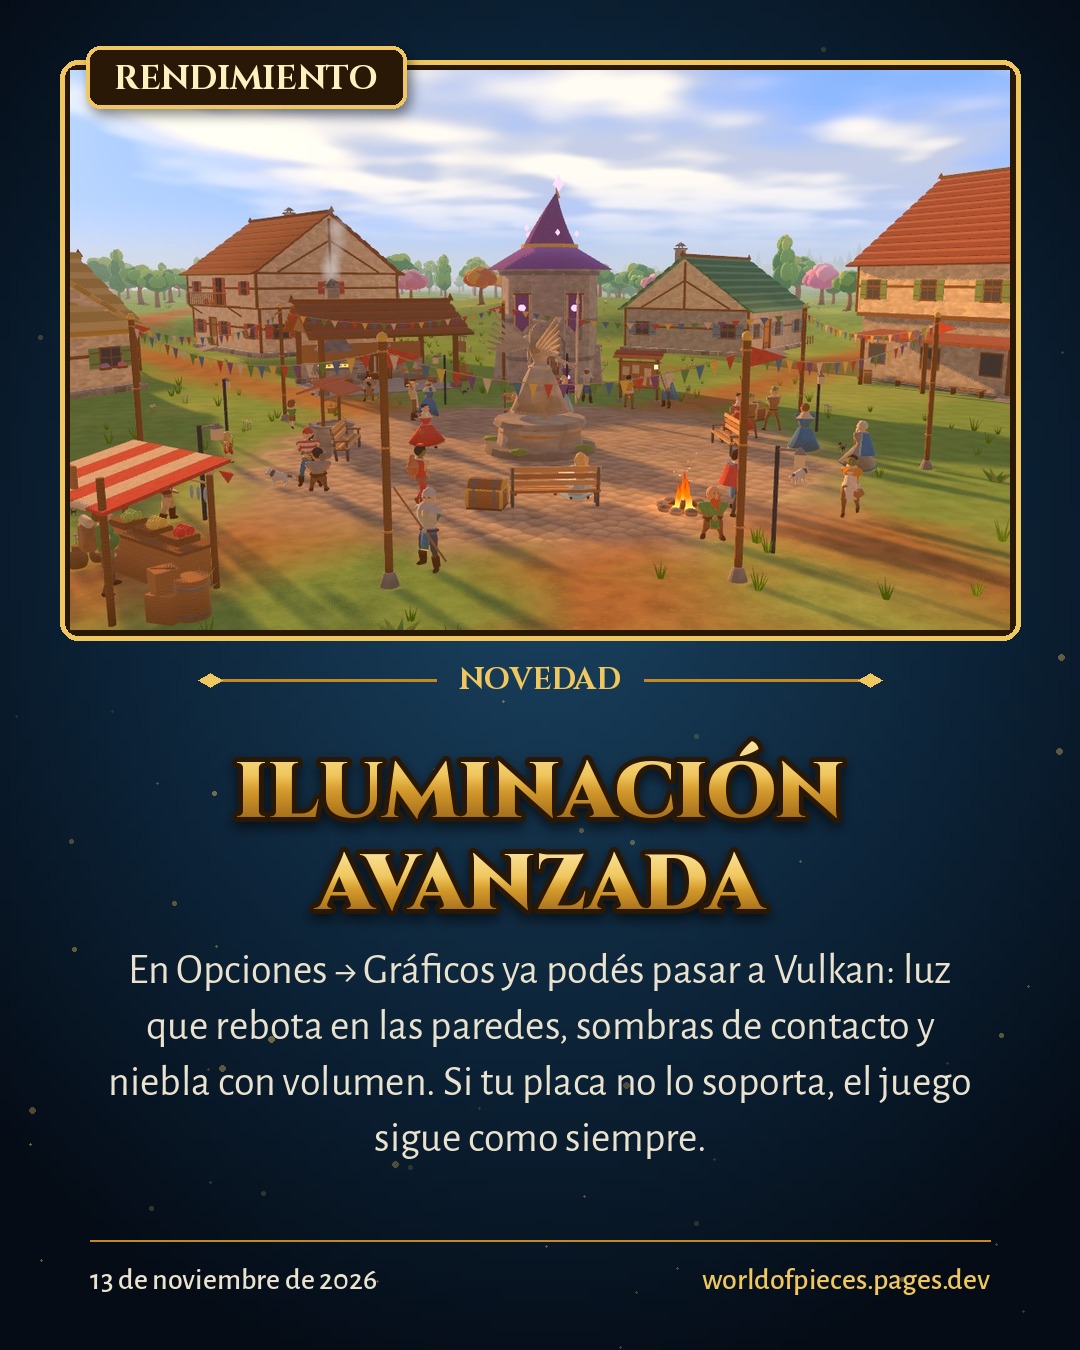 RENDIMIENTO
NOVEDAD
ILUMINACIÓN
AVANZADA
En Opciones → Gráficos ya podés pasar a Vulkan: luz
que rebota en las paredes, sombras de contacto y
niebla con volumen. Si tu placa no lo soporta, el juego
sigue como siempre.
13 de noviembre de 2026
worldofpieces.pages.dev